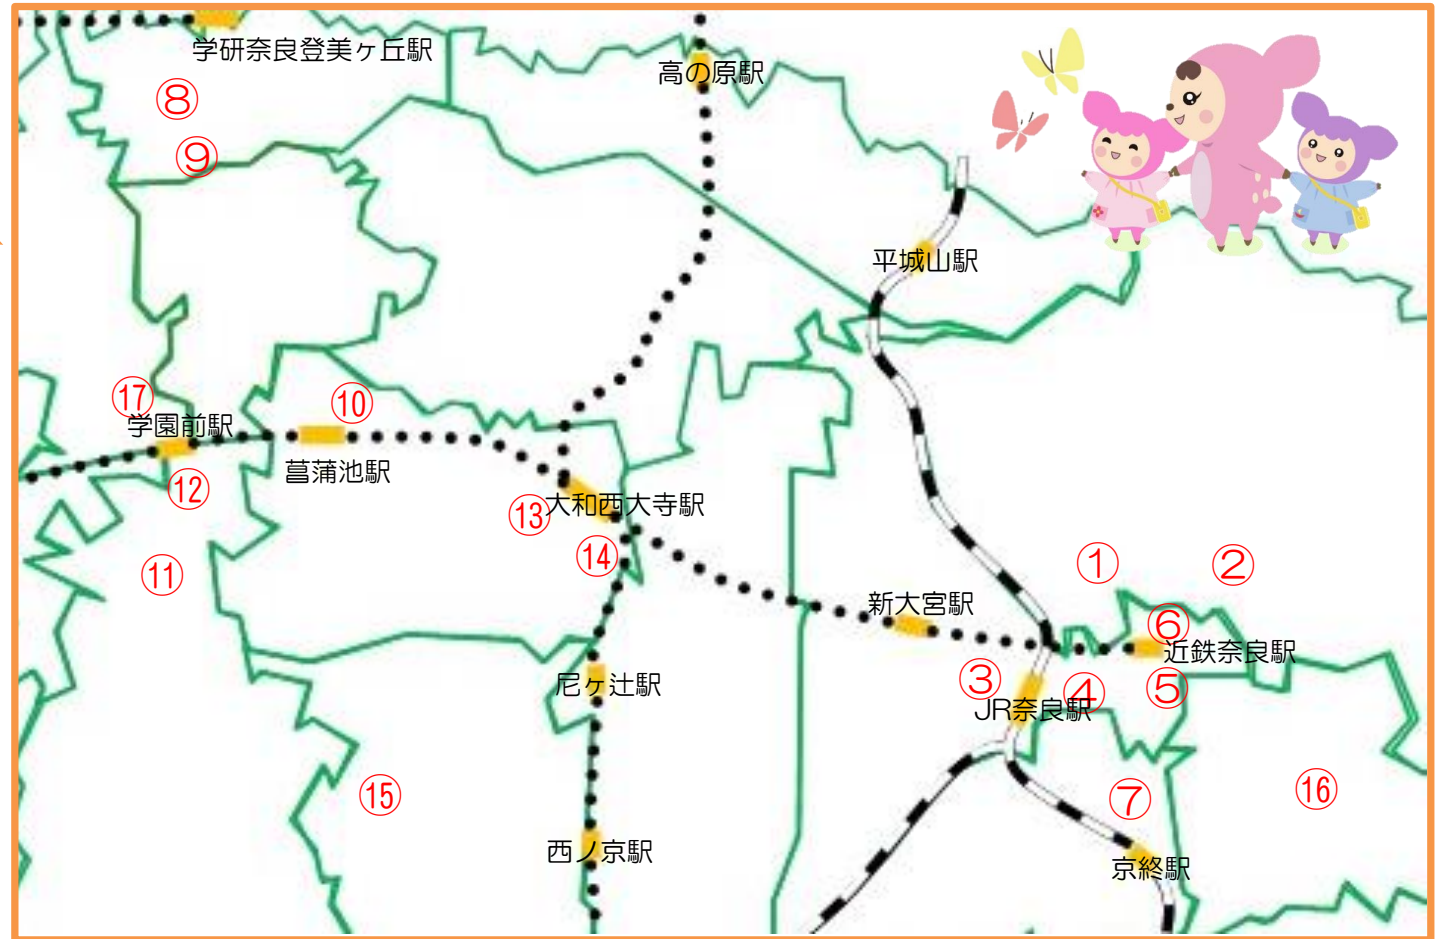 学研奈良登美ヶ丘駅
高の原駅
⑧
⑨
平城山駅
⑰
⑩
学園前駅
菖蒲池駅
⑫
大和西大寺駅
⑬
⑭
⑪
①
②
新大宮駅
⑥
近鉄奈良駅
③
④
⑤
JR奈良駅
尼ヶ辻駅
⑮
⑦
⑯
西ノ京駅
京終駅